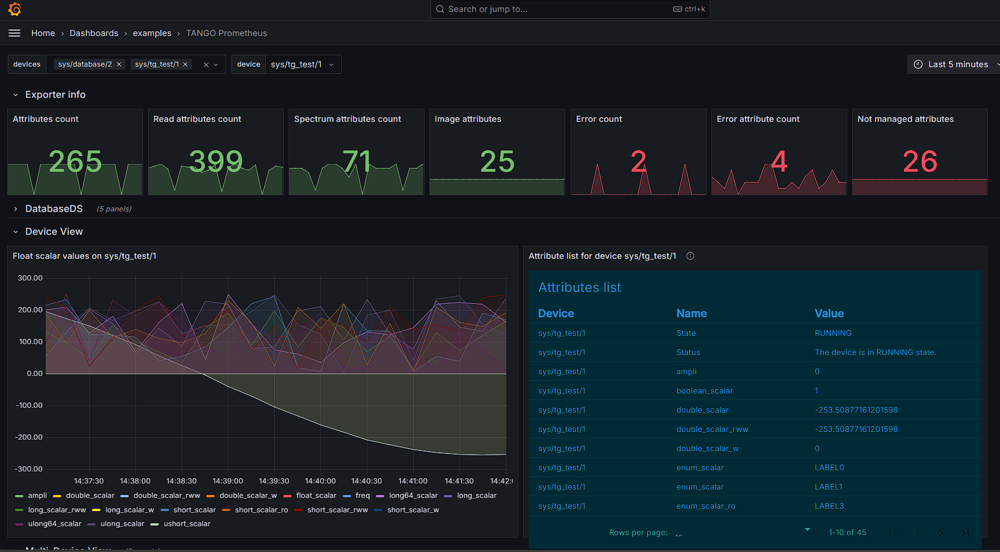 Search or jump to...
ctrl+k
Home › Dashboards › examples › TANGO Prometheus
devices sys/database/2 × sys/tg_test/1 × device sys/tg_test/1 Last 5 minutes
Exporter info
Attributes count
265
Read attributes count
399
Spectrum attributes count
71
Image attributes
25
Error count
2
Error attribute count
4
Not managed attributes
26
DatabaseDS (5 panels)
Device View
Float scalar values on sys/tg_test/1
300.00
200.00
100.00
0.00
-100.00
-200.00
-300.00
14:37:30 14:38:00 14:38:30 14:39:00 14:39:30 14:40:00 14:40:30 14:41:00 14:41:30 14:42:
ampli double_scalar double_scalar_rww double_scalar_w float_scalar freq long64_scalar long_scalar
long_scalar_rww long_scalar_w short_scalar short_scalar_ro short_scalar_rww short_scalar_w
ulong64_scalar ulong_scalar ushort_scalar
Attribute list for device sys/tg_test/1
Attributes list
Device Name Value
sys/tg_test/1 State RUNNING
sys/tg_test/1 Status The device is in RUNNING state.
sys/tg_test/1 ampli 0
sys/tg_test/1 boolean_scalar 1
sys/tg_test/1 double_scalar -253.50877161201598
sys/tg_test/1 double_scalar_rww -253.50877161201598
sys/tg_test/1 double_scalar_w 0
sys/tg_test/1 enum_scalar LABEL0
sys/tg_test/1 enum_scalar LABEL1
sys/tg_test/1 enum_scalar_ro LABEL3
Rows per page: 1-10 of 45
Multi-Device View